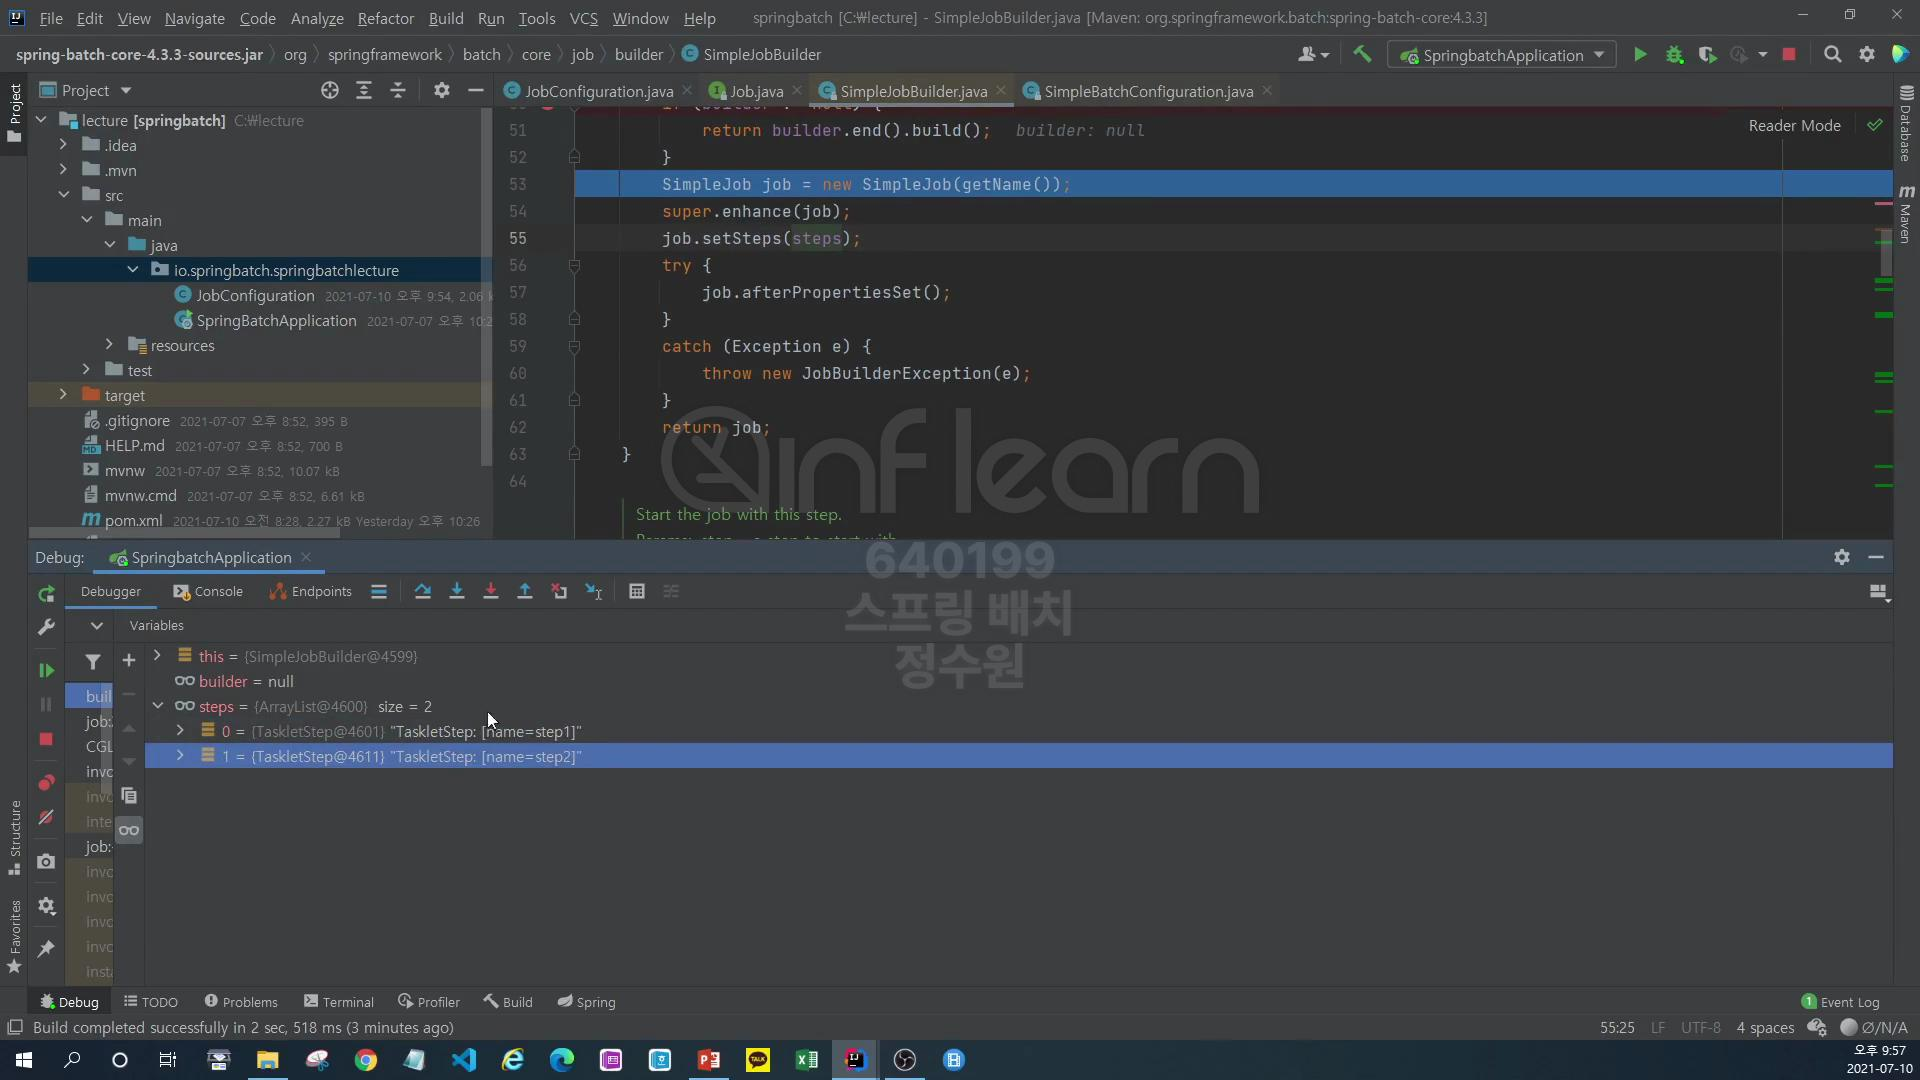 File Edit View Navigate Code Analyze Refactor Build Run Tools VCS Window Help springbatch [C:₩lecture] - SimpleJobBuilder.java [Maven: org.springframework.batch:spring-batch-core:4.3.3]
spring-batch-core-4.3.3-sources.jar org springframework batch core job builder SimpleJobBuilder SpringbatchApplication
Project JobConfiguration.java Job.java SimpleJobBuilder.java SimpleBatchConfiguration.java
Project
Database
Maven
Structure
Favorites
lecture [springbatch] C:₩lecture
.idea
.mvn
src
main
java
io.springbatch.springbatchlecture
JobConfiguration 2021-07-10 오후 9:54, 2.06 k
SpringBatchApplication 2021-07-07 오후 10:2
resources
test
target
.gitignore 2021-07-07 오후 8:52, 395 B
HELP.md 2021-07-07 오후 8:52, 700 B
mvnw 2021-07-07 오후 8:52, 10.07 kB
mvnw.cmd 2021-07-07 오후 8:52, 6.61 kB
pom.xml 2021-07-10 오전 8:28, 2.27 kB Yesterday 오후 10:26
Reader Mode
51 return builder.end().build(); builder: null
52 }
53 SimpleJob job = new SimpleJob(getName());
54 super.enhance(job);
55 job.setSteps(steps);
56 try {
57 job.afterPropertiesSet();
58 }
59 catch (Exception e) {
60 throw new JobBuilderException(e);
61 }
62 return job;
63 }
64
Start the job with this step.
inflearn
640199
스프링 배치
정수원
Debug: SpringbatchApplication
Debugger Console Endpoints
Variables
buil
job:
CGL
invo
invo
inte
job:
invo
invo
invo
invo
insta
this = {SimpleJobBuilder@4599}
builder = null
steps = {ArrayList@4600} size = 2
0 = {TaskletStep@4601} "TaskletStep: [name=step1]"
1 = {TaskletStep@4611} "TaskletStep: [name=step2]"
Debug TODO Problems Terminal Profiler Build Spring 1 Event Log
Build completed successfully in 2 sec, 518 ms (3 minutes ago) 55:25 LF UTF-8 4 spaces Ø/N/A
TALK
오후 9:57
2021-07-10